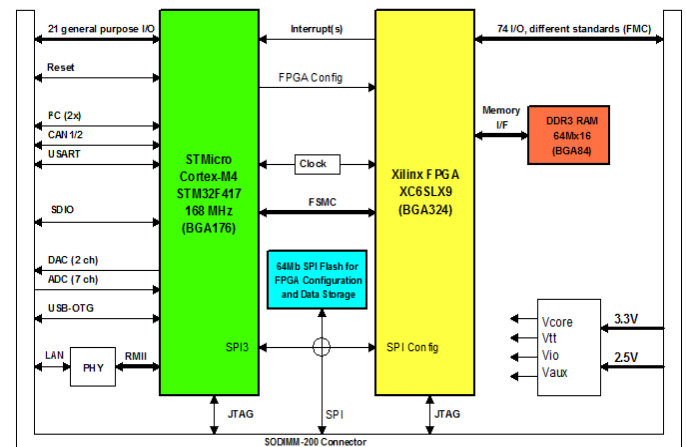 21 general purpose I/O
Interrupt(s)
74 I/O, different standards (FMC)
Reset
FPGA Config
I²C (2x)
CAN1/2
USART
STMicro
Cortex-M4
STM32F417
168 MHz
(BGA176)
Clock
Xilinx FPGA
XC6SLX9
(BGA324)
Memory
I/F
DDR3 RAM
64Mx16
(BGA84)
SDIO
FSMC
DAC (2 ch)
ADC (7 ch)
64Mb SPI Flash for
FPGA Configuration
and Data Storage
USB-OTG
Vcore
Vtt
Vio
Vaux
3.3V
2.5V
LAN
PHY
RMII
SPI3
SPI Config
JTAG
SPI
JTAG
SODIMM-200 Connector